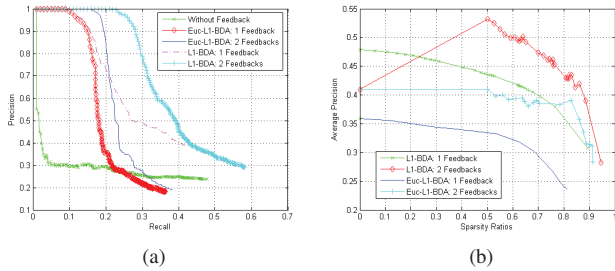 1
0.9
0.8
0.7
0.6
0.5
0.4
0.3
0.2
0.1
Precision
0
0.1
0.2
0.3
0.4
0.5
0.6
0.7
Recall
Without Feedback
Euc-L1-BDA: 1 Feedback
Euc-L1-BDA: 2 Feedbacks
L1-BDA: 1 Feedback
L1-BDA: 2 Feedbacks
(a)
0.55
0.5
0.45
0.4
0.35
0.3
0.25
0.2
Average Precision
0
0.1
0.2
0.3
0.4
0.5
0.6
0.7
0.8
0.9
1
Sparsity Ratios
L1-BDA: 1 Feedback
L1-BDA: 2 Feedbacks
Euc-L1-BDA: 1 Feedback
Euc-L1-BDA: 2 Feedbacks
(b)